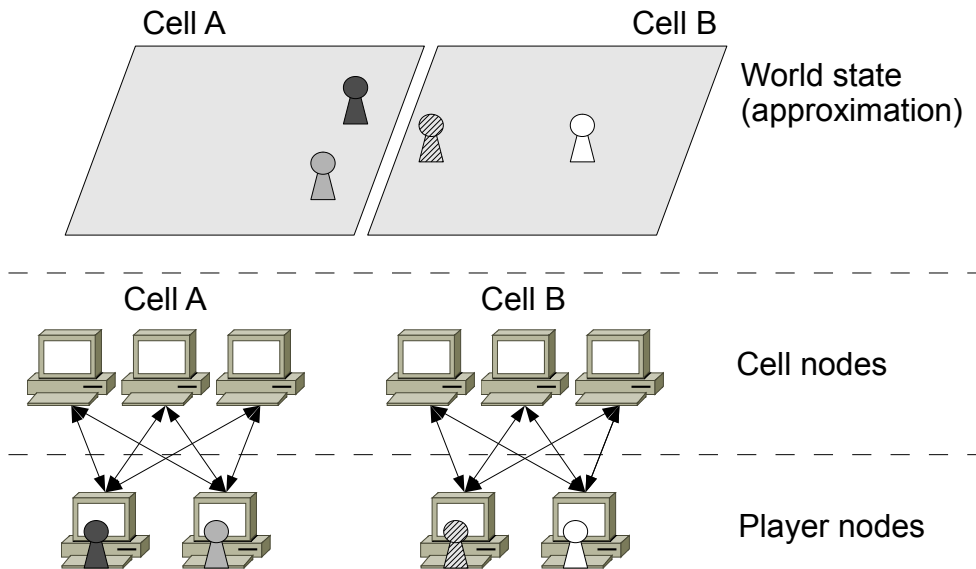 Cell A
Cell B
World state
(approximation)
Cell A
Cell B
Cell nodes
Player nodes